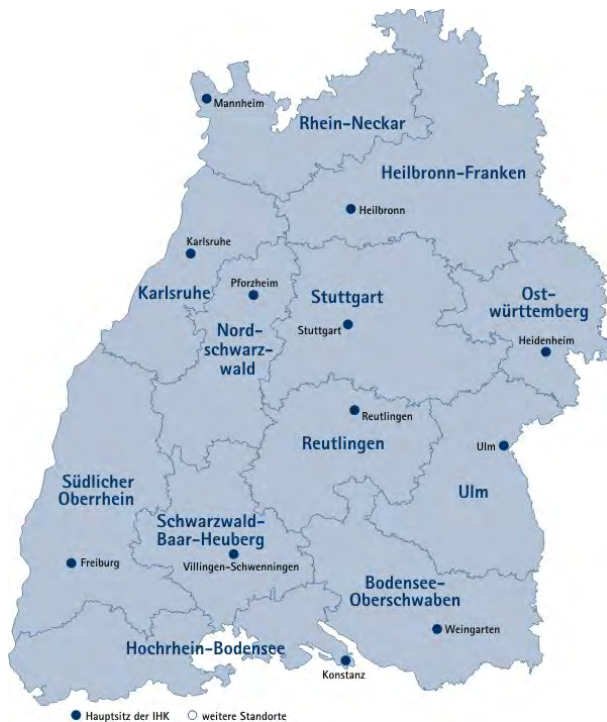 Mannheim
Rhein-Neckar
Heilbronn-Franken
Heilbronn
Karlsruhe
Karlsruhe
Pforzheim
Nord-
schwarz-
wald
Stuttgart
Stuttgart
Ost-
württemberg
Heidenheim
Reutlingen
Reutlingen
Ulm
Ulm
Südlicher
Oberrhein
Freiburg
Schwarzwald-
Baar-Heuberg
Villingen-Schwenningen
Bodensee-
Oberschwaben
Weingarten
Hochrhein-Bodensee
Konstanz
Hauptsitz der IHK
weitere Standorte